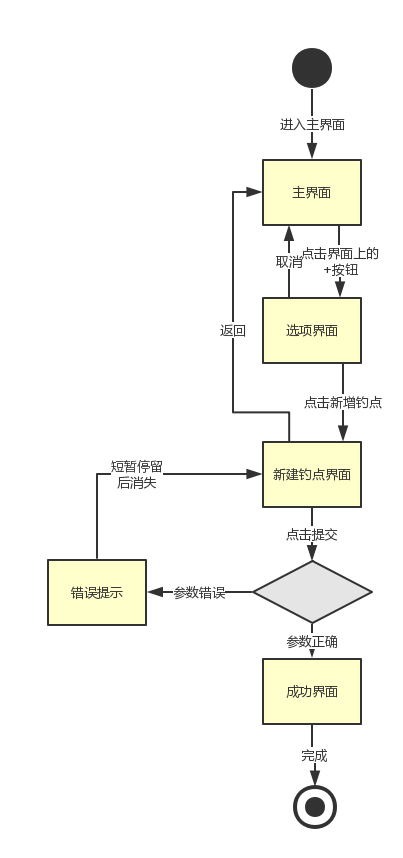 进入主界面
主界面
取消
点击界面上的
+按钮
返回
选项界面
点击新增钓点
新建钓点界面
短暂停留
后消失
点击提交
错误提示
参数错误
参数正确
成功界面
完成